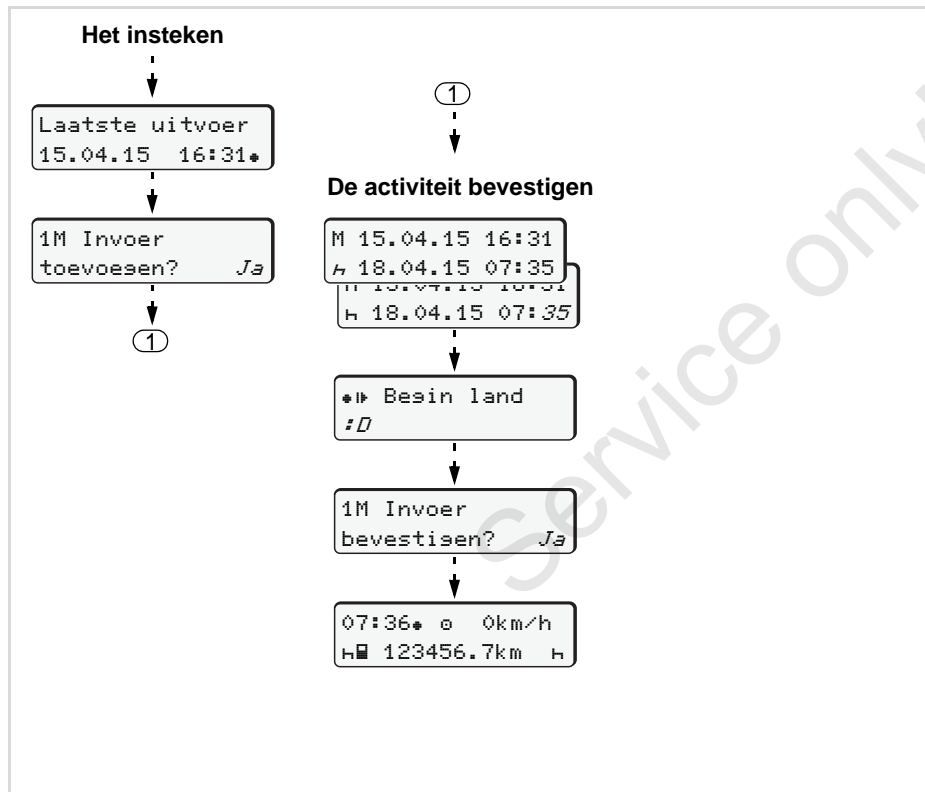 Het insteken
Laatste uitvoer
15.04.15 16:31
1M Invoer
toevoegen? Ja
1
1
De activiteit bevestigen
M 15.04.15 16:31
h 18.04.15 07:35
h 18.04.15 07:35
Begin land
:D
1M Invoer
bevestigen? Ja
07:36 0km/h
h 123456.7km h
Service only